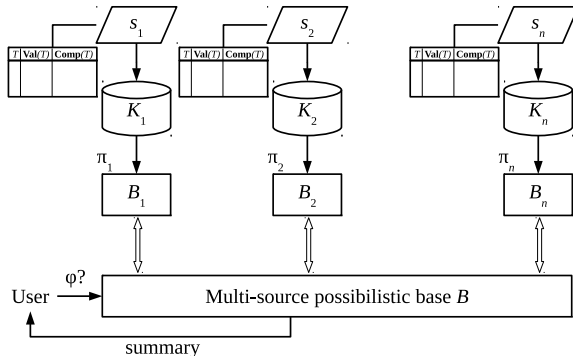 s₁ s₂ sₙ
T Val(T) Comp(T) T Val(T) Comp(T) T Val(T) Comp(T)
K₁ K₂ Kₙ
π₁ π₂ πₙ
B₁ B₂ Bₙ
φ?
User Multi-source possibilistic base B
summary